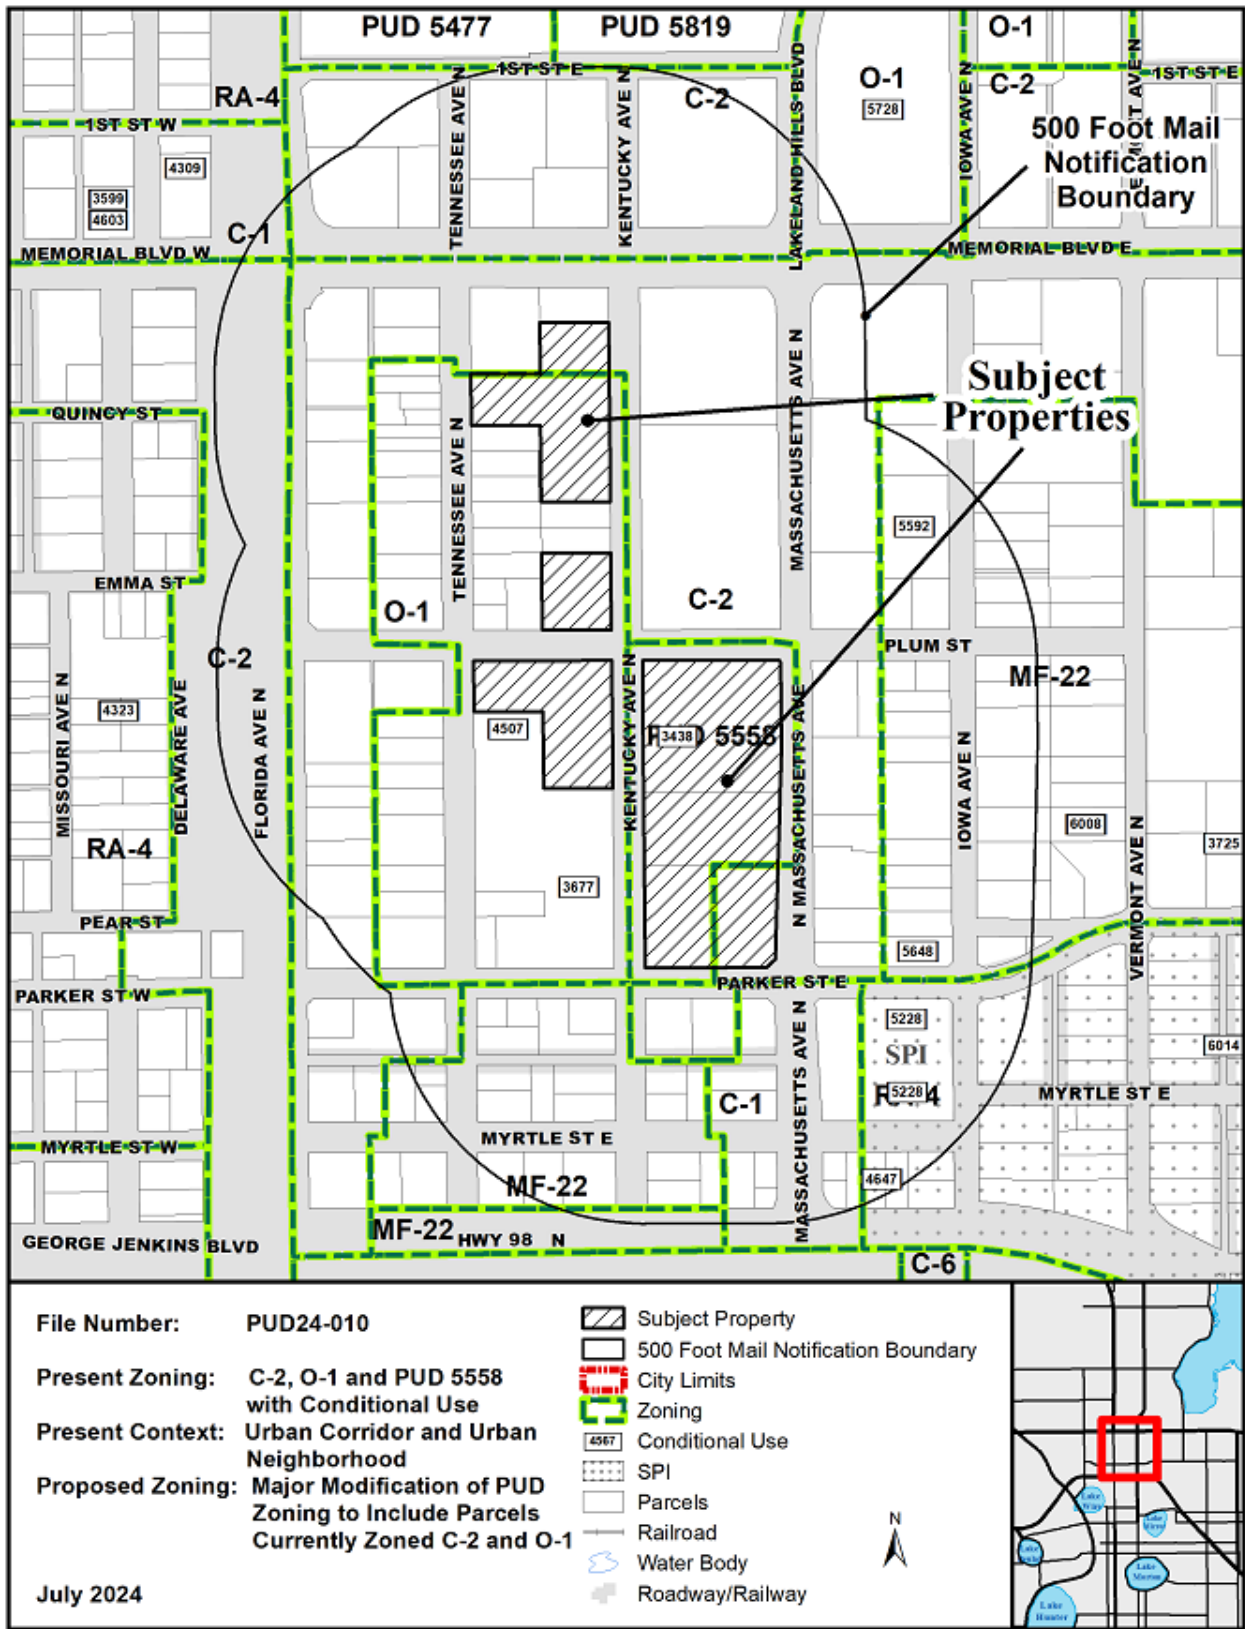 PUD 5477
PUD 5819
O-1
1ST ST E
1ST ST E
RA-4
C-2
O-1
C-2
5728
1ST ST W
500 Foot Mail
Notification
Boundary
4309
3599
4603
TENNESSEE AVE N
KENTUCKY AVE N
LAKELAND HILLS BLVD
IOWA AVE N
C-1
MEMORIAL BLVD W
MEMORIAL BLVD E
Subject
Properties
QUINCY ST
TENNESSEE AVE N
MASSACHUSETTS AVE N
5592
EMMA ST
O-1
C-2
PLUM ST
C-2
MF-22
MISSOURI AVE N
4323
DELAWARE AVE
FLORIDA AVE N
4507
KENTUCKY AVE N
3438
5558
N MASSACHUSETTS AVE
IOWA AVE N
6008
VERMONT AVE N
3725
RA-4
3677
PEAR ST
5648
PARKER ST W
PARKER ST E
MASSACHUSETTS AVE N
5228
SPI
6014
5228
C-1
MYRTLE ST E
MYRTLE ST E
MYRTLE ST W
MF-22
4647
MF-22
HWY 98 N
GEORGE JENKINS BLVD
C-6
File Number: PUD24-010
Present Zoning: C-2, O-1 and PUD 5558
with Conditional Use
Present Context: Urban Corridor and Urban
Neighborhood
Proposed Zoning: Major Modification of PUD
Zoning to Include Parcels
Currently Zoned C-2 and O-1
July 2024
Subject Property
500 Foot Mail Notification Boundary
City Limits
Zoning
4567 Conditional Use
SPI
Parcels
Railroad
Water Body
Roadway/Railway
N
Lake
Lake
Lake
Lake
Morton
Lake
Hunter